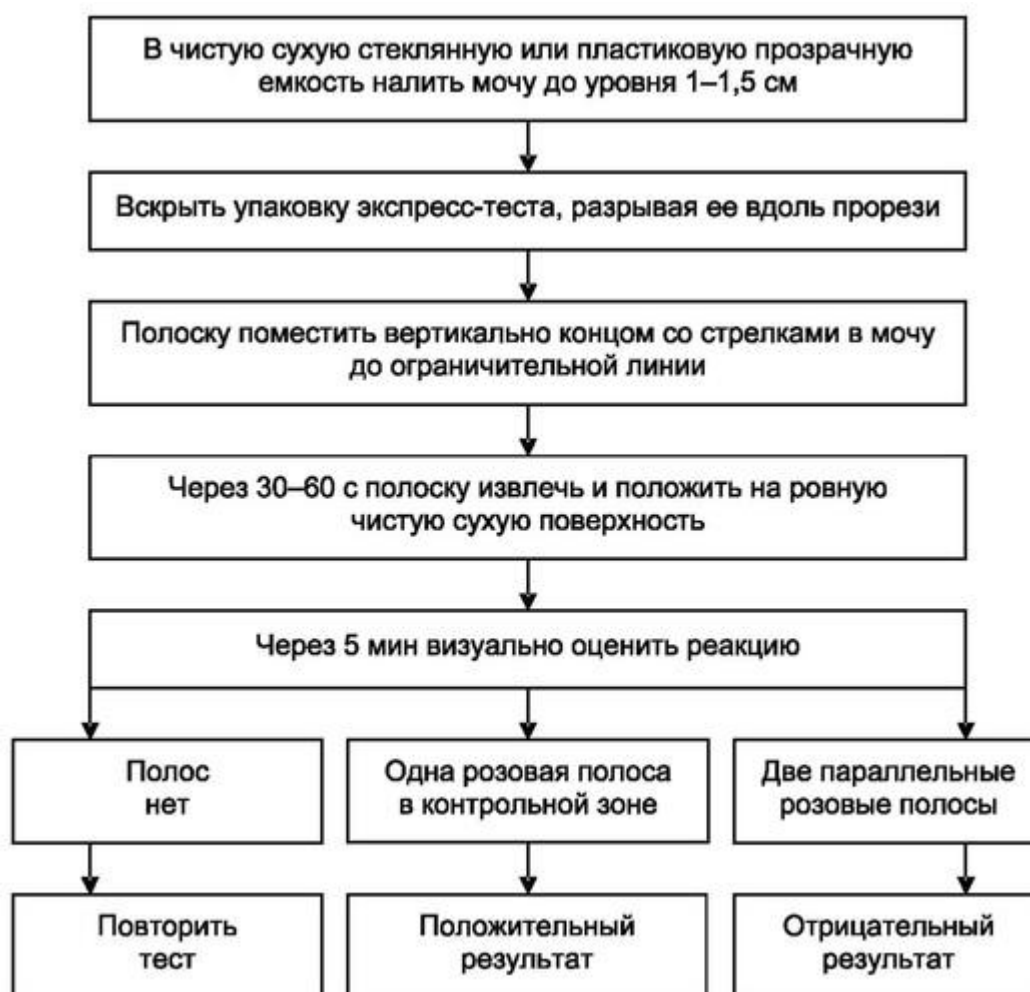 В чистую сухую стеклянную или пластиковую прозрачную
емкость налить мочу до уровня 1–1,5 см
Вскрыть упаковку экспресс-теста, разрывая ее вдоль прорези
Полоску поместить вертикально концом со стрелками в мочу
до ограничительной линии
Через 30–60 с полоску извлечь и положить на ровную
чистую сухую поверхность
Через 5 мин визуально оценить реакцию
Полос
нет
Одна розовая полоса
в контрольной зоне
Две параллельные
розовые полосы
Повторить
тест
Положительный
результат
Отрицательный
результат